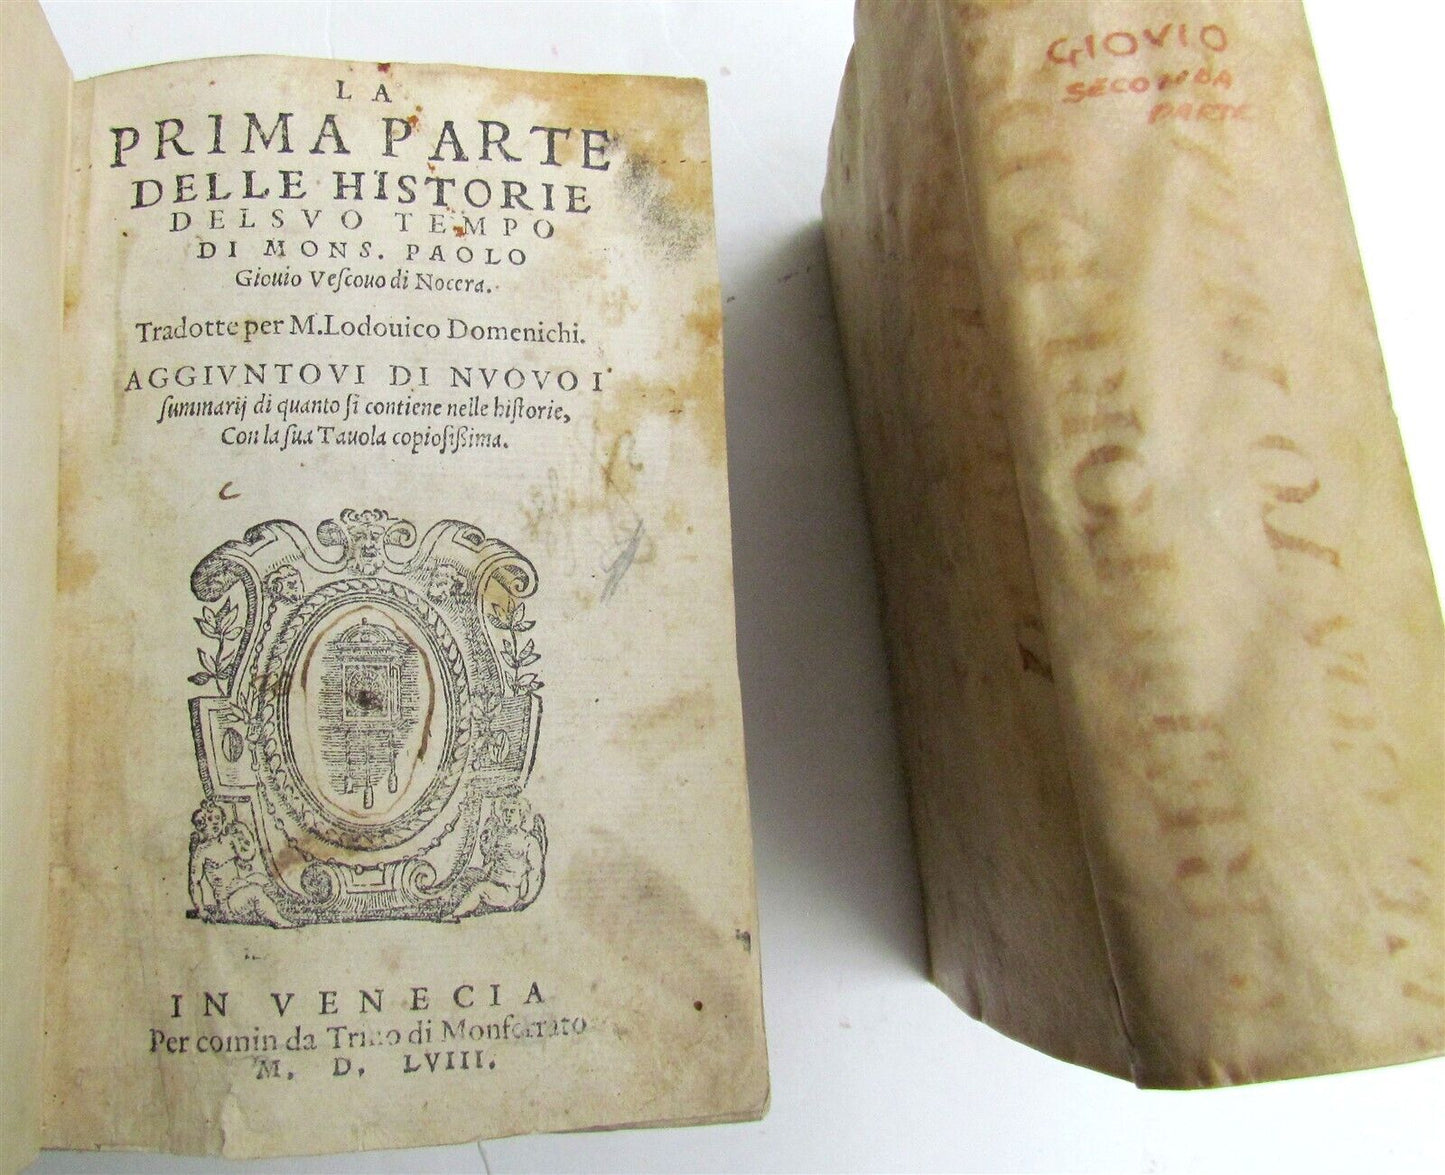 LA
PRIMA PARTE
DELLE HISTORIE
DEL SVO TEMPO
DI MONS. PAOLO
Giouio Veſcouo di Nocera.
Tradotte per M. Lodouico Domenichi.
AGGIVNTOVI DI NVOVO I
ſummarij di quanto ſi contiene nelle hiſtorie,
Con la ſua Tauola copioſißima.
C
IN VENECIA
Per comin da Trino di Monferrato
M. D. LVIII.
GIOVIO
SECONDA
PARTE